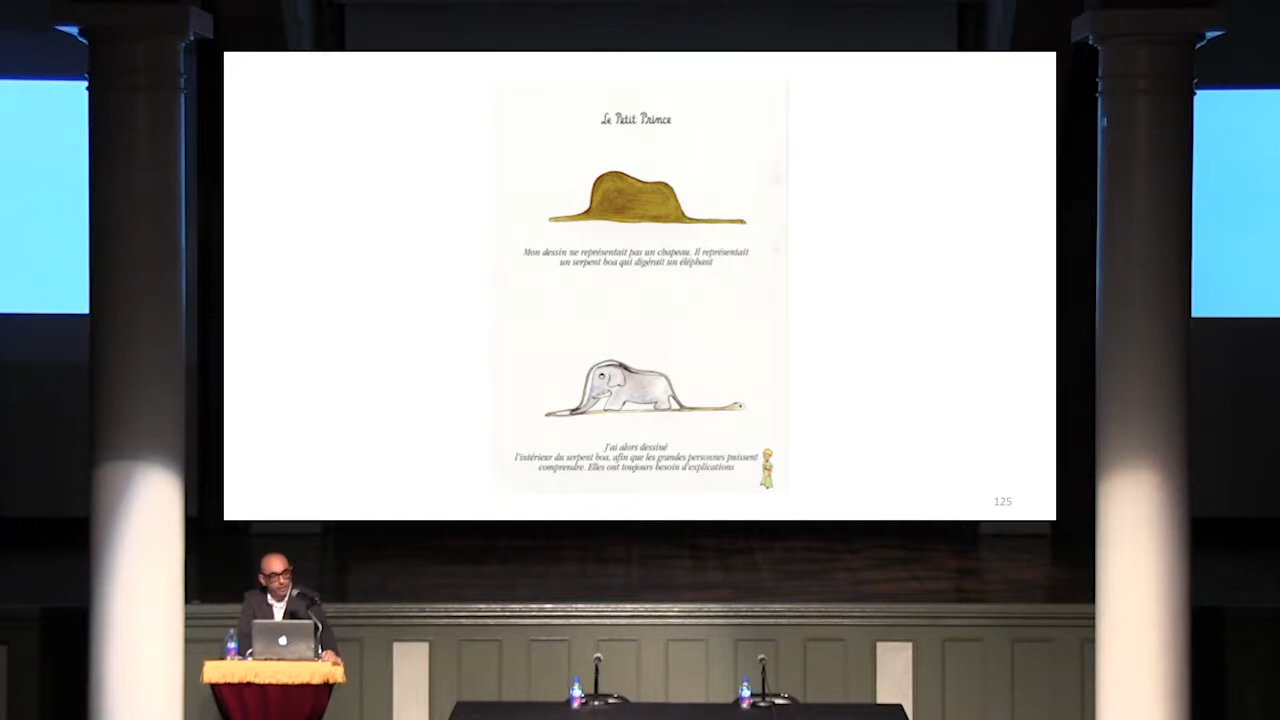 Le Petit Prince
Mon dessin ne représentait pas un chapeau. Il représentait
un serpent boa qui digérait un éléphant
J'ai alors dessiné
l'intérieur du serpent boa, afin que les grandes personnes puissent
comprendre. Elles ont toujours besoin d'explications
125